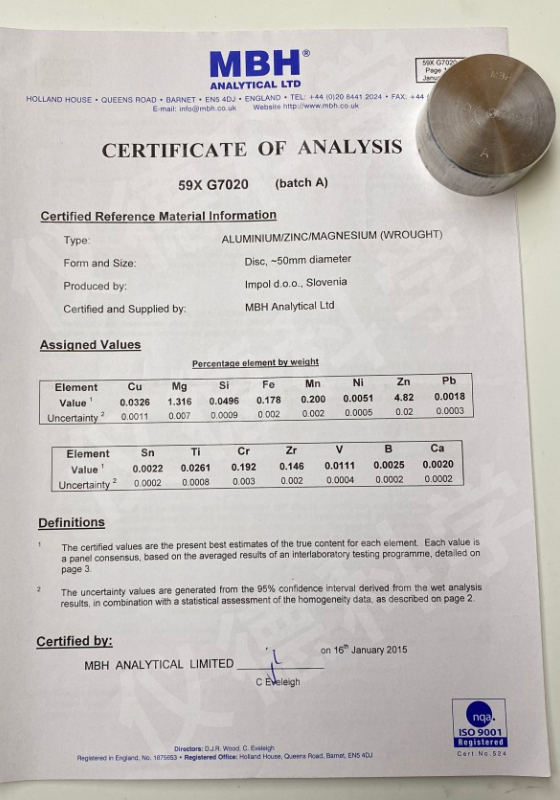 MBH®
ANALYTICAL LTD
59X G7020
Page
Janu
HOLLAND HOUSE • QUEENS ROAD • BARNET • EN5 4DJ • ENGLAND • TEL: +44 (0)20 8441 2024 • FAX: +44 (
E-mail: info@mbh.co.uk Website http://www.mbh.co.uk
MBH
A
CERTIFICATE OF ANALYSIS
59X G7020 (batch A)
Certified Reference Material Information
Type: ALUMINIUM/ZINC/MAGNESIUM (WROUGHT)
Form and Size: Disc, ~50mm diameter
Produced by: Impol d.o.o., Slovenia
Certified and Supplied by: MBH Analytical Ltd
Assigned Values
Percentage element by weight
Element Cu Mg Si Fe Mn Ni Zn Pb
Value 1 0.0326 1.316 0.0496 0.178 0.200 0.0051 4.82 0.0018
Uncertainty 2 0.0011 0.007 0.0009 0.002 0.002 0.0005 0.02 0.0003
Element Sn Ti Cr Zr V B Ca
Value 1 0.0022 0.0261 0.192 0.146 0.0111 0.0025 0.0020
Uncertainty 2 0.0002 0.0008 0.003 0.002 0.0004 0.0002 0.0002
Definitions
1 The certified values are the present best estimates of the true content for each element. Each value is
a panel consensus, based on the averaged results of an interlaboratory testing programme, detailed on
page 3.
2 The uncertainty values are generated from the 95% confidence interval derived from the wet analysis
results, in combination with a statistical assessment of the homogeneity data, as described on page 2.
Certified by:
MBH ANALYTICAL LIMITED on 16th January 2015
C Eveleigh
nqa.
ISO 9001
Registered
Cert. No. 524
Directors: D.J.R. Wood, C. Eveleigh
Registered in England, No. 1875653 • Registered Office: Holland House, Queens Road, Barnet, EN5 4DJ